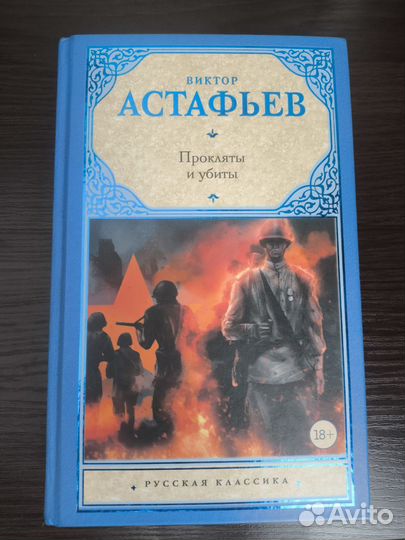 ВИКТОР
АСТАФЬЕВ
Прокляты
и убиты
18+
РУССКАЯ КЛАССИКА
Avito